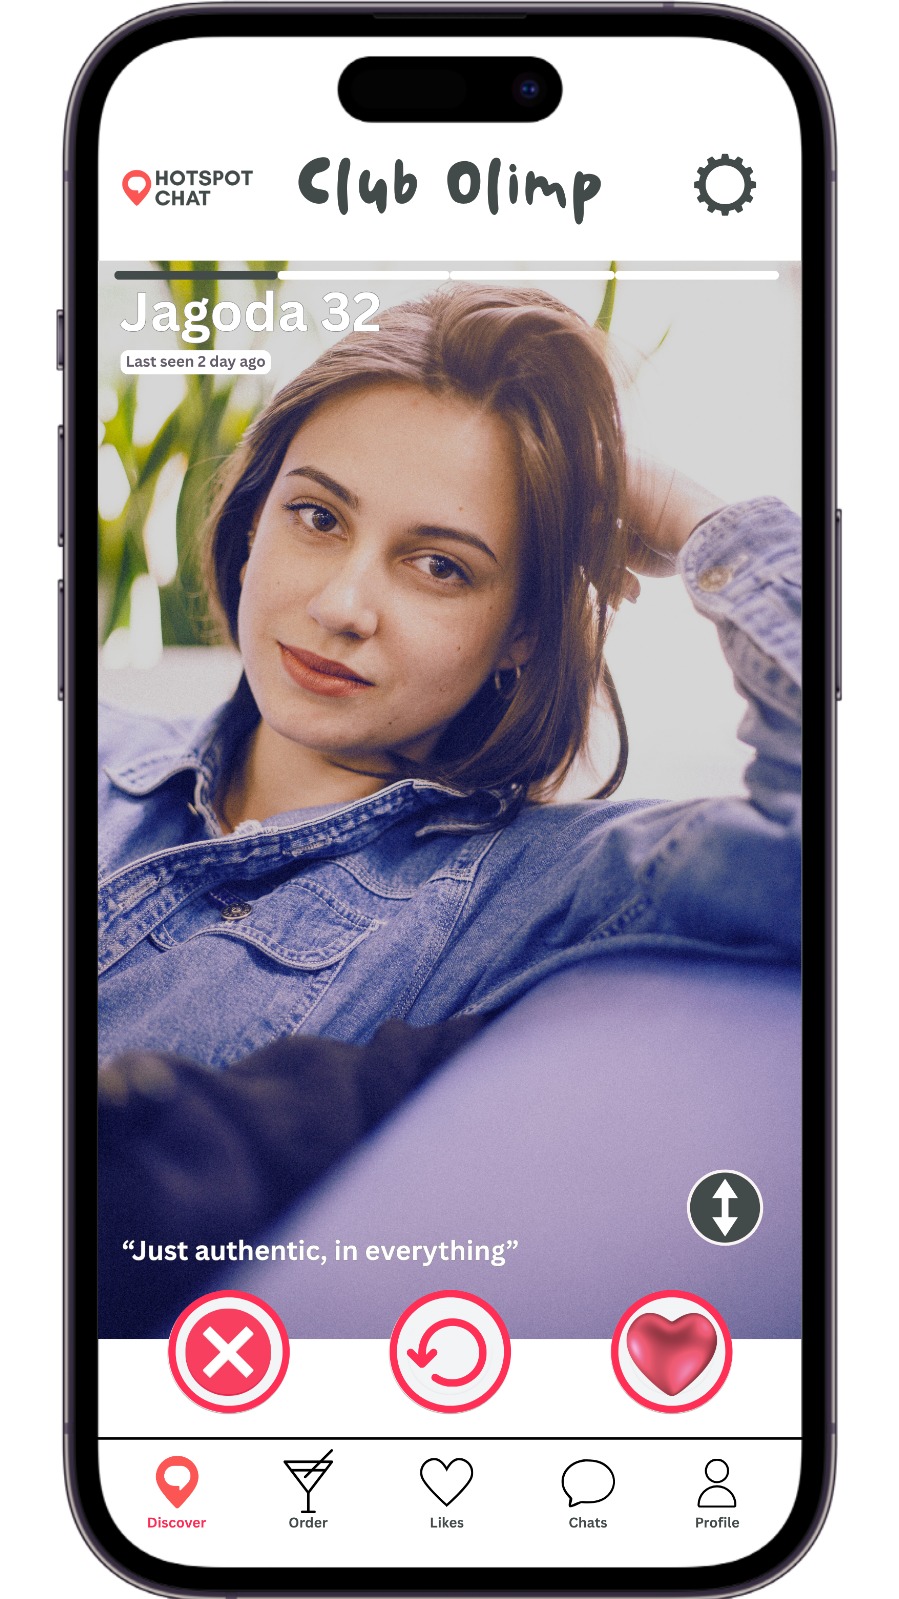 HOTSPOT
CHAT
Club Olimp
Jagoda 32
Last seen 2 day ago
“Just authentic, in everything”
Discover
Order
Likes
Chats
Profile